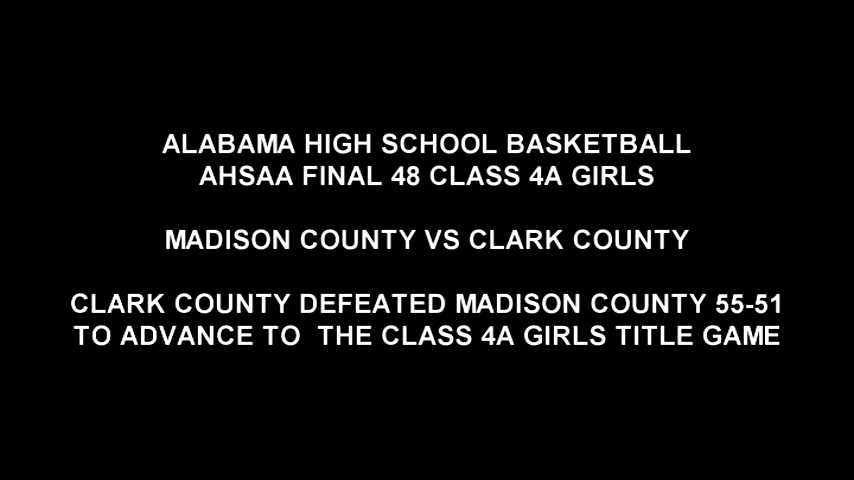 ALABAMA HIGH SCHOOL BASKETBALL
AHSAA FINAL 48 CLASS 4A GIRLS
MADISON COUNTY VS CLARK COUNTY
CLARK COUNTY DEFEATED MADISON COUNTY 55-51
TO ADVANCE TO  THE CLASS 4A GIRLS TITLE GAME